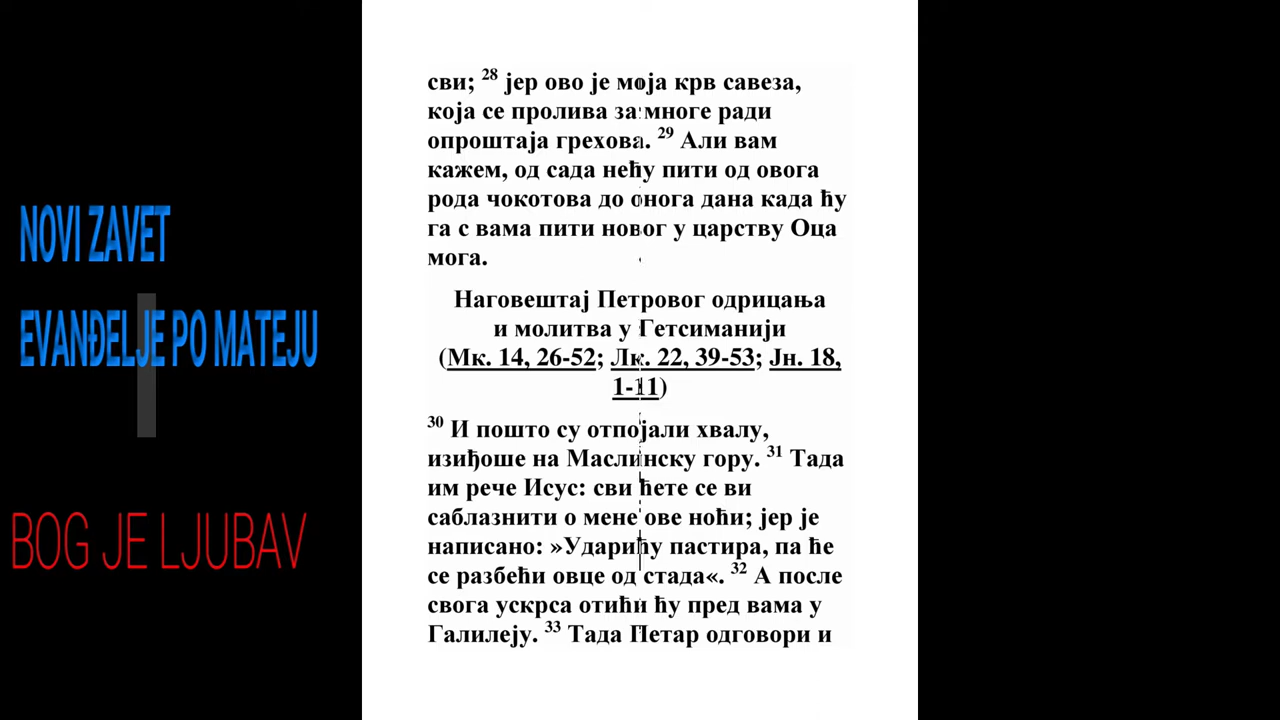 NOVI ZAVET
EVANĐELJE PO MATEJU
BOG JE LJUBAV
сви; 28 јер ово је моја крв савеза,
која се пролива за многе ради
опроштаја грехова. 29 Али вам
кажем, од сада нећу пити од овога
рода чокотова до онога дана када ћу
га с вама пити новог у царству Оца
мога.
Наговештај Петровог одрицања
и молитва у Гетсиманији
(Мк. 14, 26-52; Лк. 22, 39-53; Јн. 18,
1-11)
30 И пошто су отпојали хвалу,
изиђоше на Маслинску гору. 31 Тада
им рече Исус: сви ћете се ви
саблазнити о мене ове ноћи; јер је
написано: »Ударићу пастира, па ће
се разбећи овце од стада«. 32 А после
свога ускрса отићи ћу пред вама у
Галилеју. 33 Тада Петар одговори и